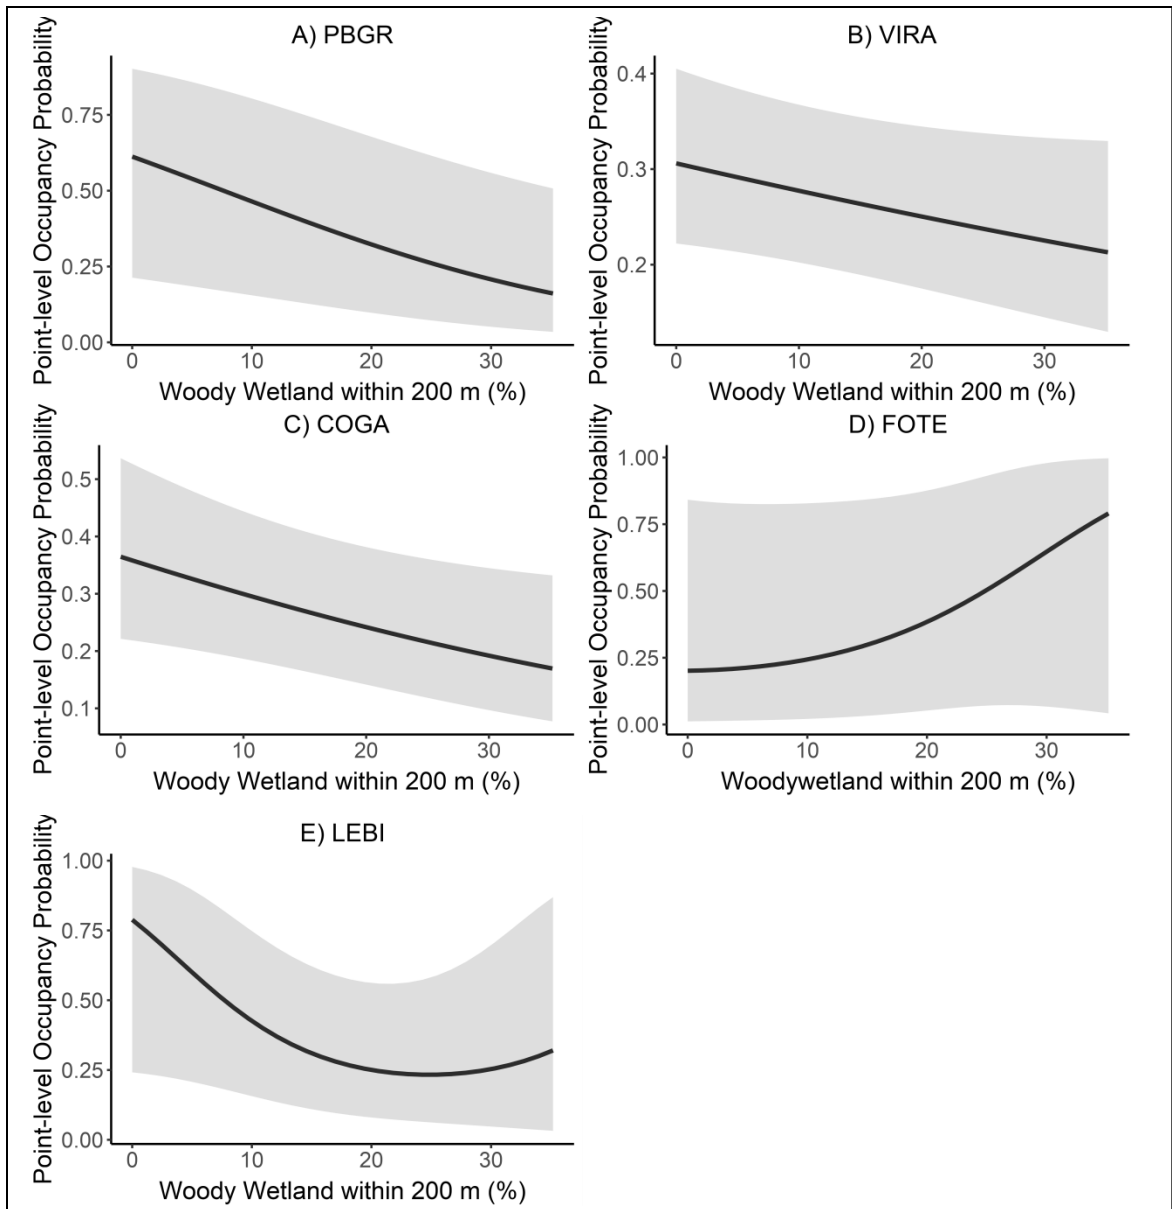 A) PBGR
Point-level Occupancy Probability
0.75
0.50
0.25
0.00
0 10 20 30
Woody Wetland within 200 m (%)
B) VIRA
Point-level Occupancy Probability
0.4
0.3
0.2
0 10 20 30
Woody Wetland within 200 m (%)
C) COGA
Point-level Occupancy Probability
0.5
0.4
0.3
0.2
0.1
0 10 20 30
Woody Wetland within 200 m (%)
D) FOTE
Point-level Occupancy Probability
1.00
0.75
0.50
0.25
0.00
0 10 20 30
Woodywetland within 200 m (%)
E) LEBI
Point-level Occupancy Probability
1.00
0.75
0.50
0.25
0.00
0 10 20 30
Woody Wetland within 200 m (%)